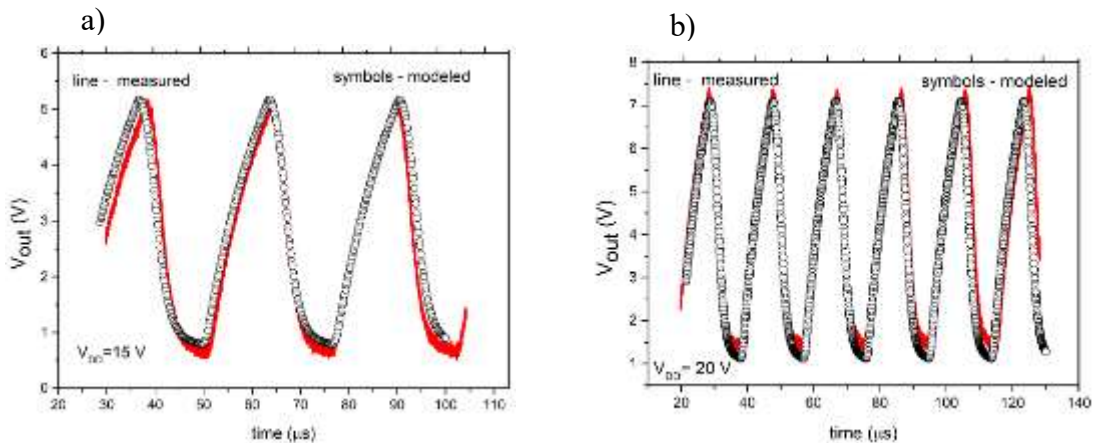 a)
b)
line - measured
symbols - modeled
6
5
4
3
2
1
0
V_out (V)
V_DD=15 V
20 30 40 50 60 70 80 90 100 110
time (μs)
line - measured
symbols - modeled
8
7
6
5
4
3
2
1
V_out (V)
V_DD= 20 V
20 40 60 80 100 120 140
time (μs)